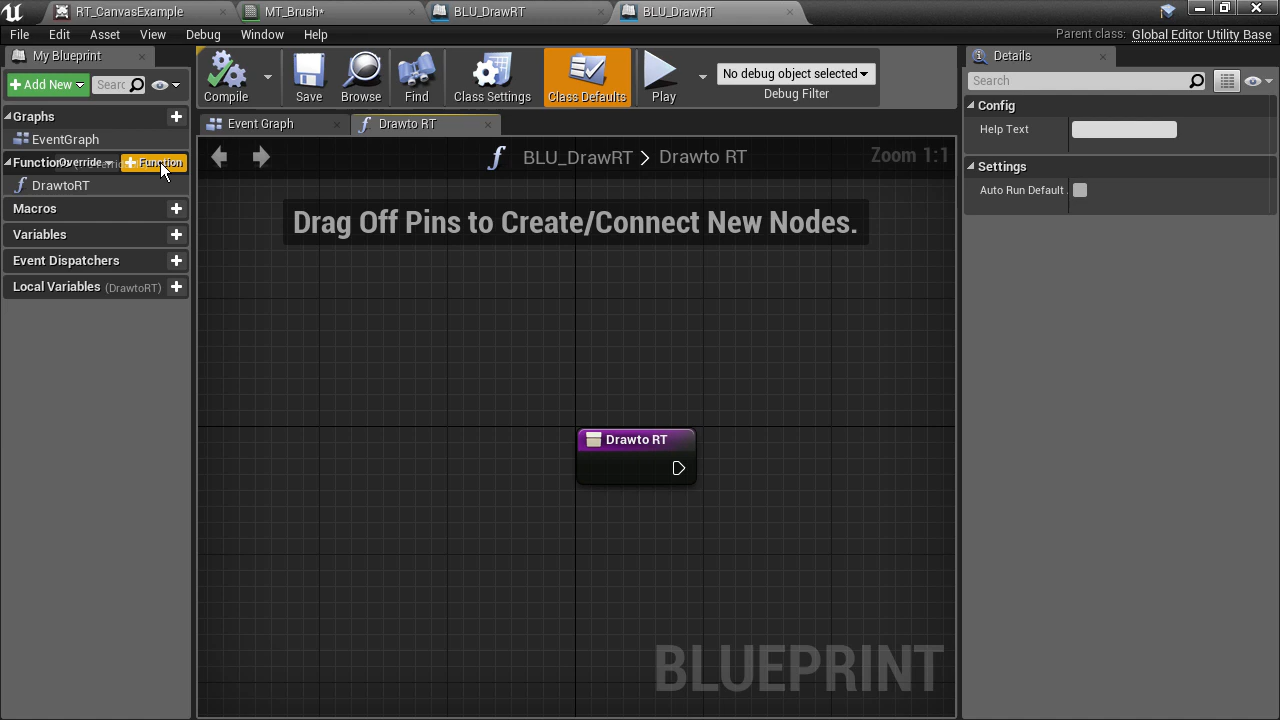 RT_CanvasExample
MT_Brush*
BLU_DrawRT
BLU_DrawRT
File Edit Asset View Debug Window Help
Parent class: Global Editor Utility Base
My Blueprint
Add New
Searc
Graphs
EventGraph
Function
Override
Function
DrawtoRT
Macros
Variables
Event Dispatchers
Local Variables (DrawtoRT)
Compile
Save
Browse
Find
Class Settings
Class Defaults
Play
No debug object selected
Debug Filter
Event Graph
Drawto RT
BLU_DrawRT > Drawto RT
Zoom 1:1
Drag Off Pins to Create/Connect New Nodes.
Drawto RT
BLUEPRINT
Details
Search
Config
Help Text
Settings
Auto Run Default